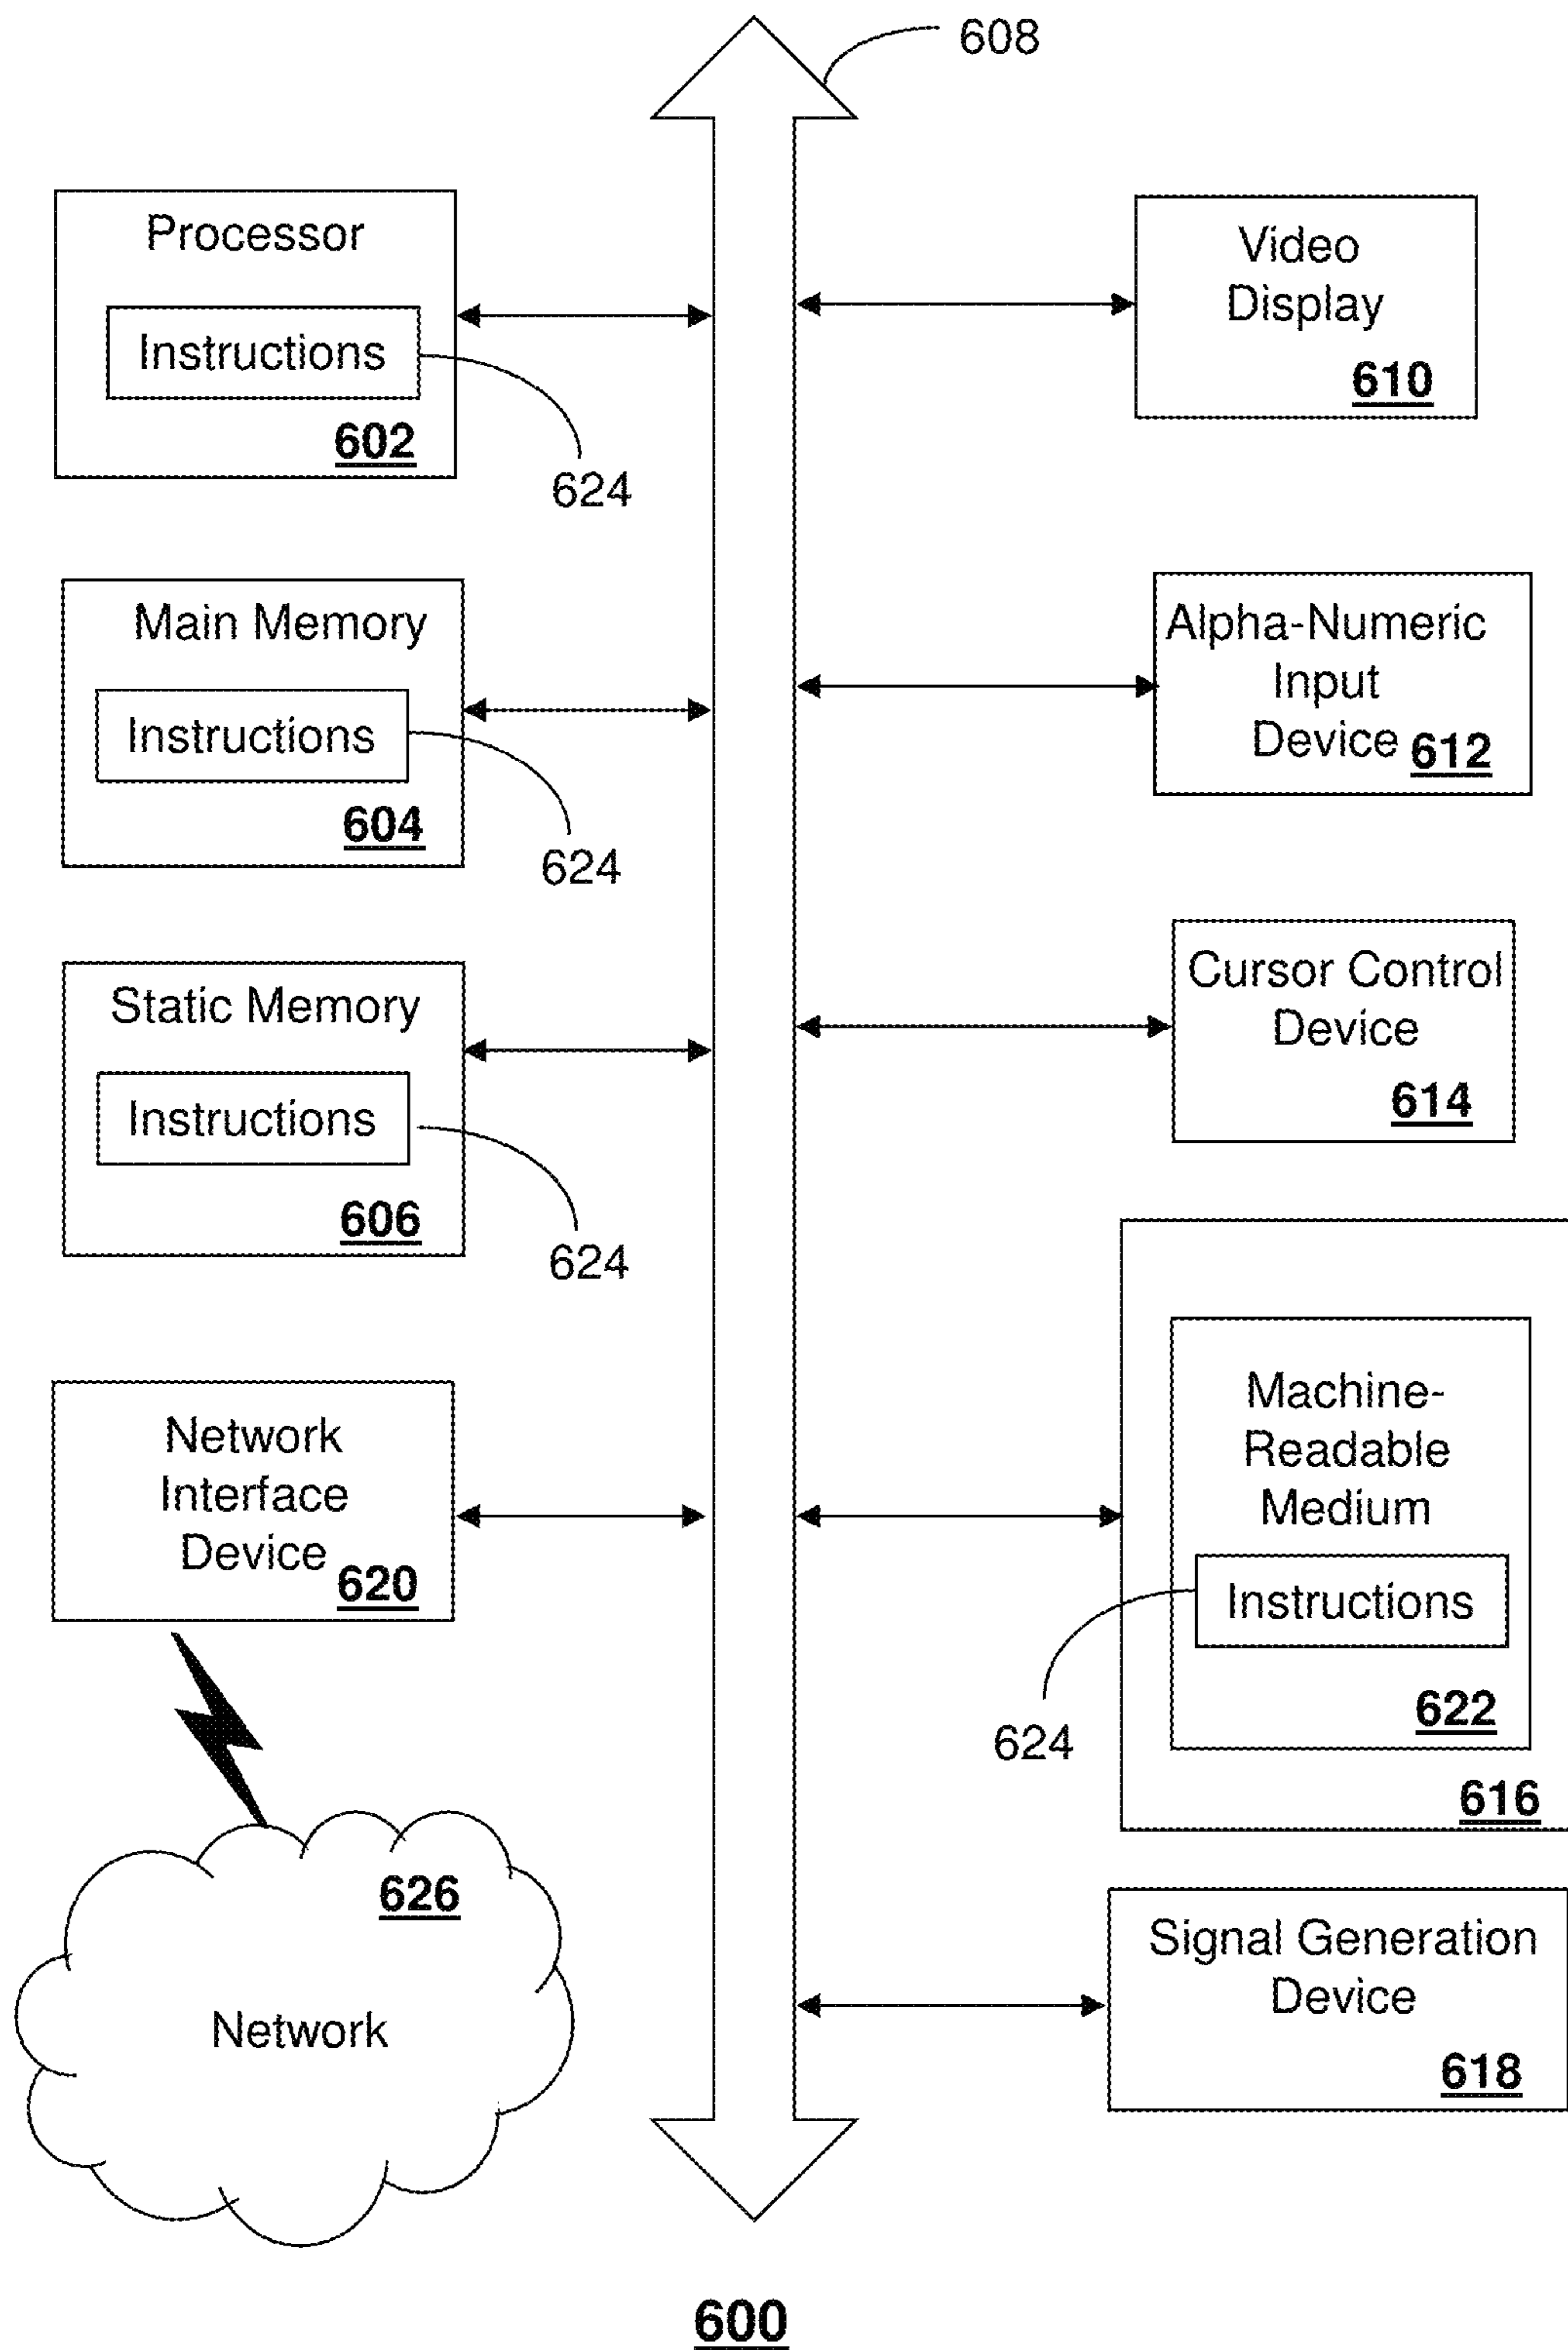 608
Processor
Instructions
602
624
Main Memory
Instructions
604
624
Static Memory
Instructions
606
624
Network
Interface
Device
620
626
Network
Video
Display
610
Alpha-Numeric
Input
Device 612
Cursor Control
Device
614
Machine-
Readable
Medium
Instructions
624
622
616
Signal Generation
Device
618
600